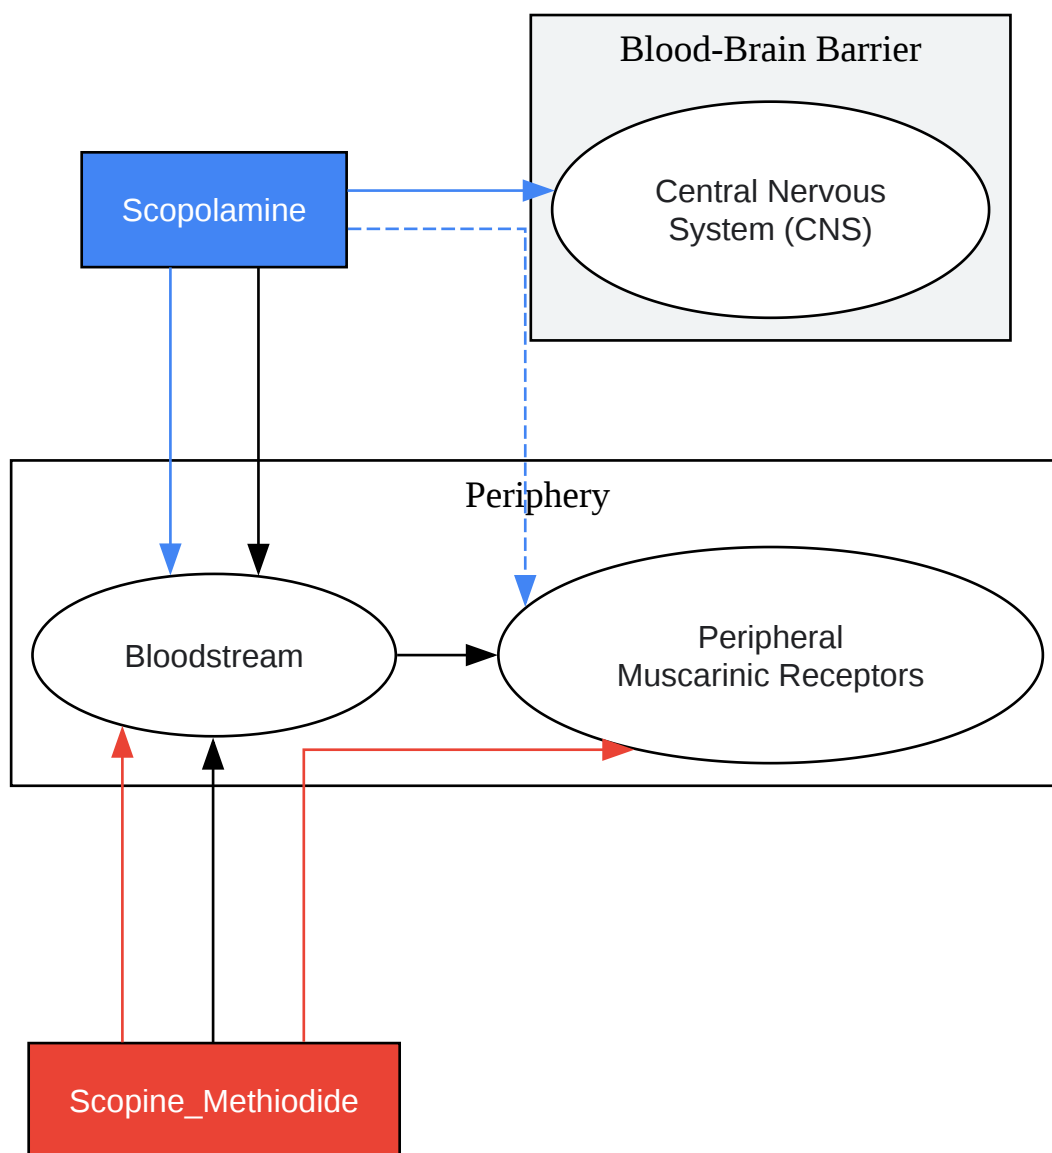 Blood-Brain Barrier
Scopolamine
Central Nervous
System (CNS)
Periphery
Bloodstream
Peripheral
Muscarinic Receptors
Scopine_Methiodide